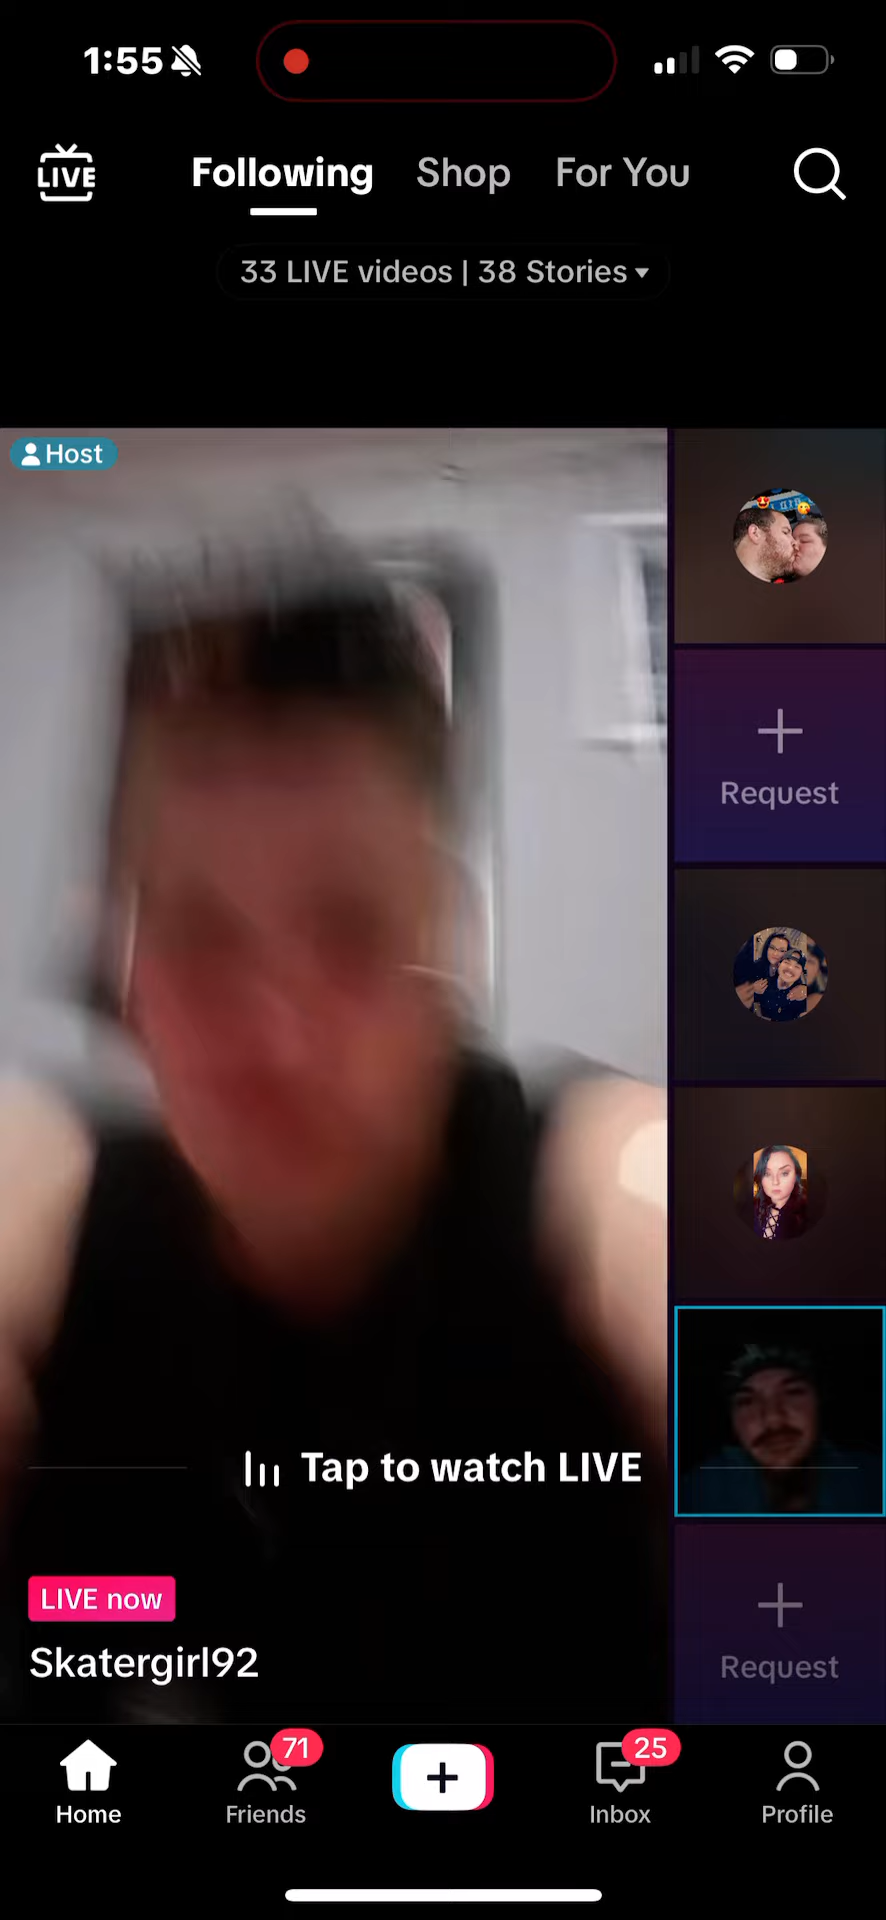 1:55
LIVE
Following
Shop
For You
33 LIVE videos | 38 Stories
Host
Request
Tap to watch LIVE
LIVE now
Skatergirl92
Request
71
25
Home
Friends
Inbox
Profile